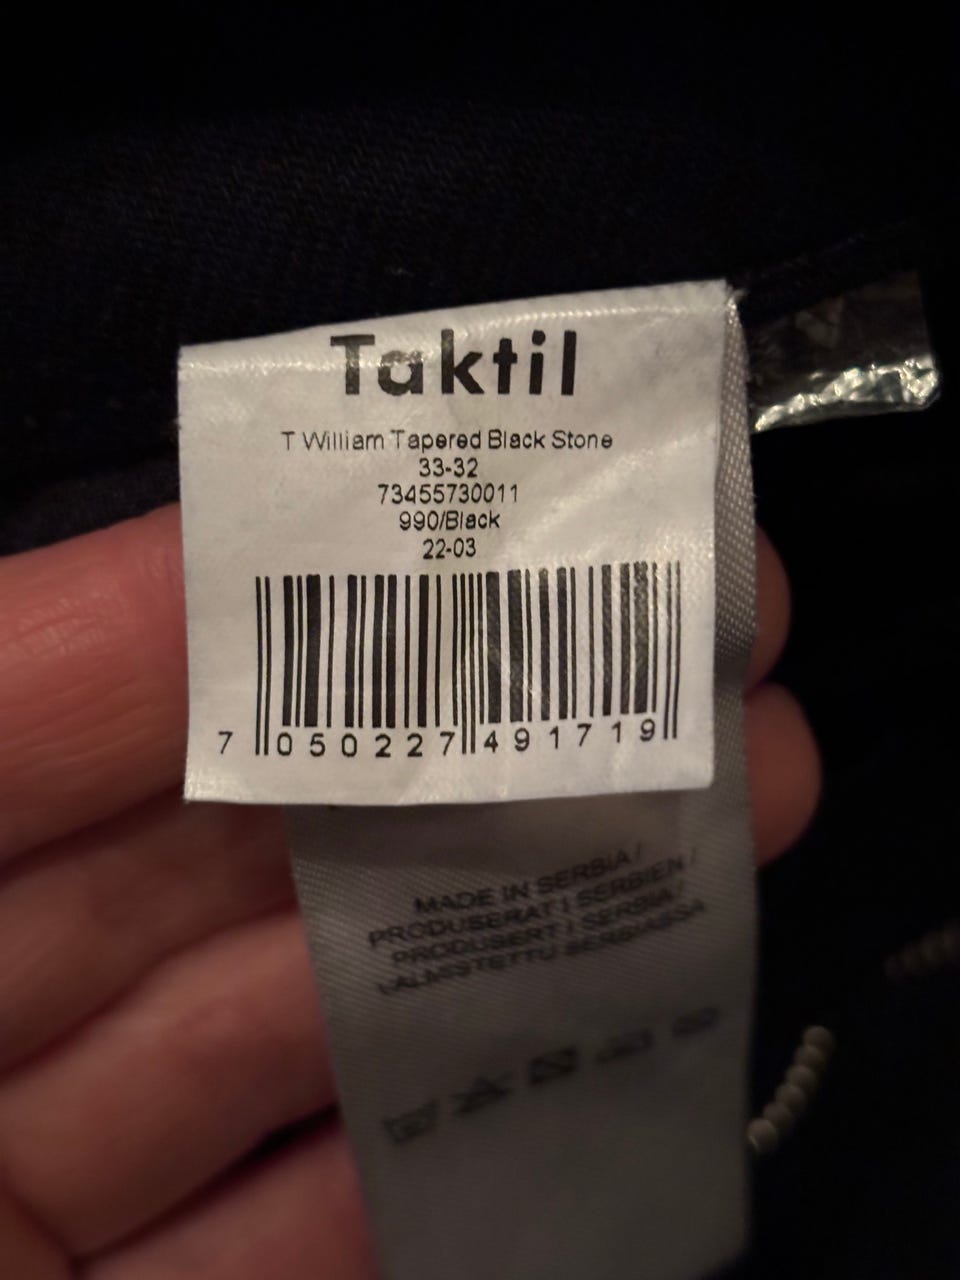 Taktil
T William Tapered Black Stone
33-32
73455730011
990/Black
22-03
7 050227 491719
MADE IN SERBIA /
PRODUSERAT I SERBIEN /
PRODUSERT I SERBIA /
VALMISTETTU SERBIASSA